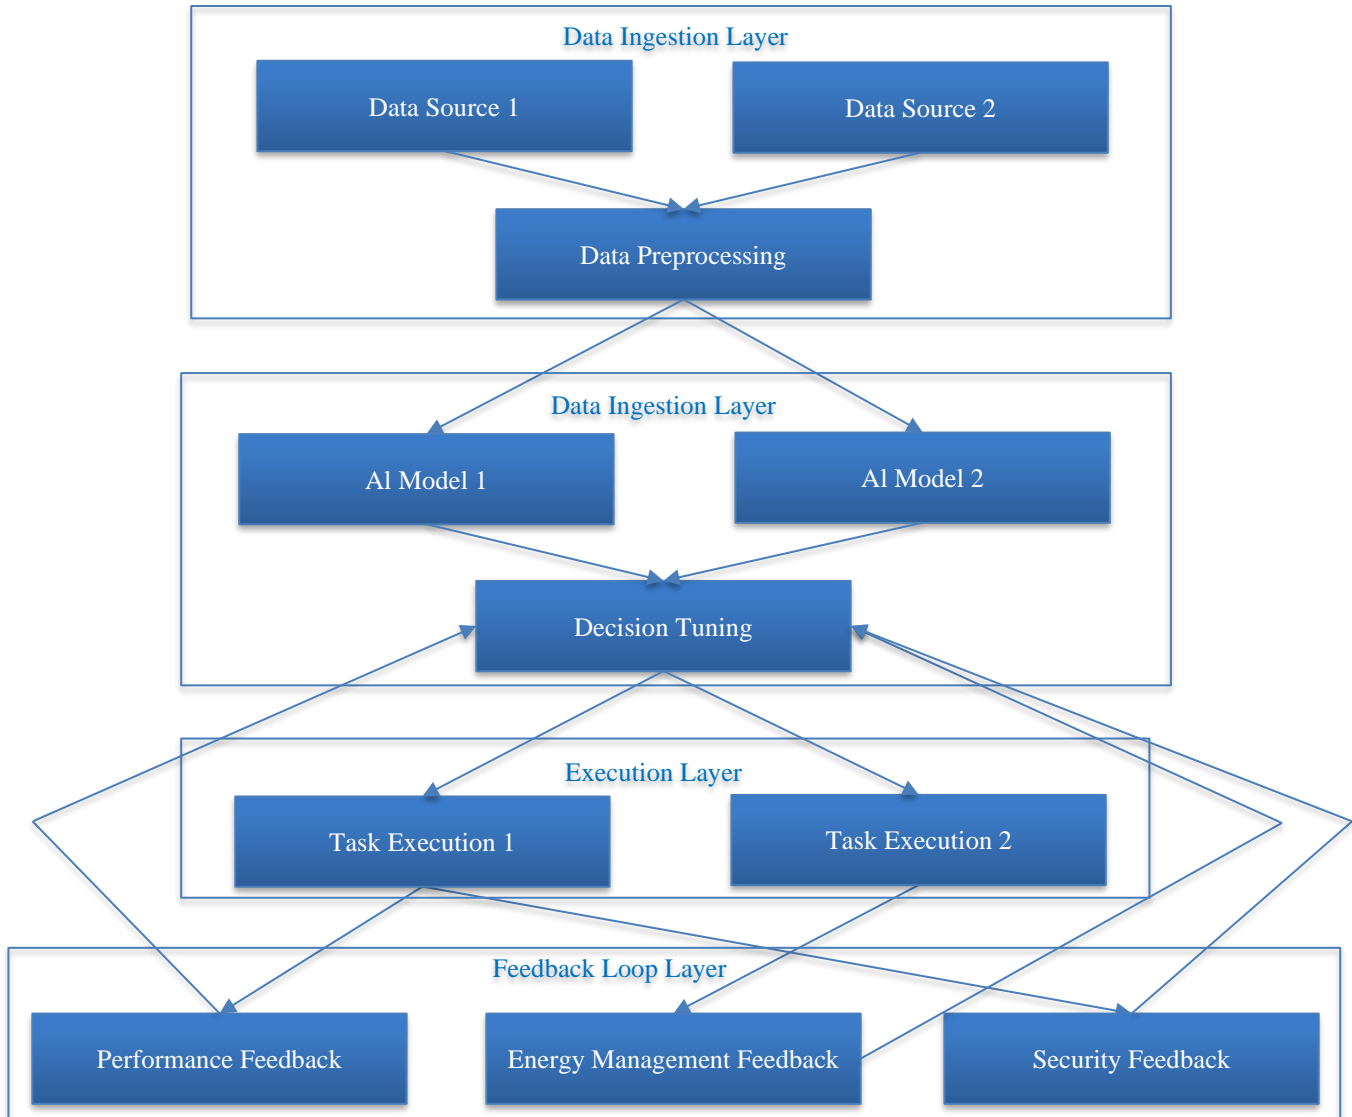 Data Ingestion Layer
Data Source 1
Data Source 2
Data Preprocessing
Data Ingestion Layer
Al Model 1
Al Model 2
Decision Tuning
Execution Layer
Task Execution 1
Task Execution 2
Feedback Loop Layer
Performance Feedback
Energy Management Feedback
Security Feedback